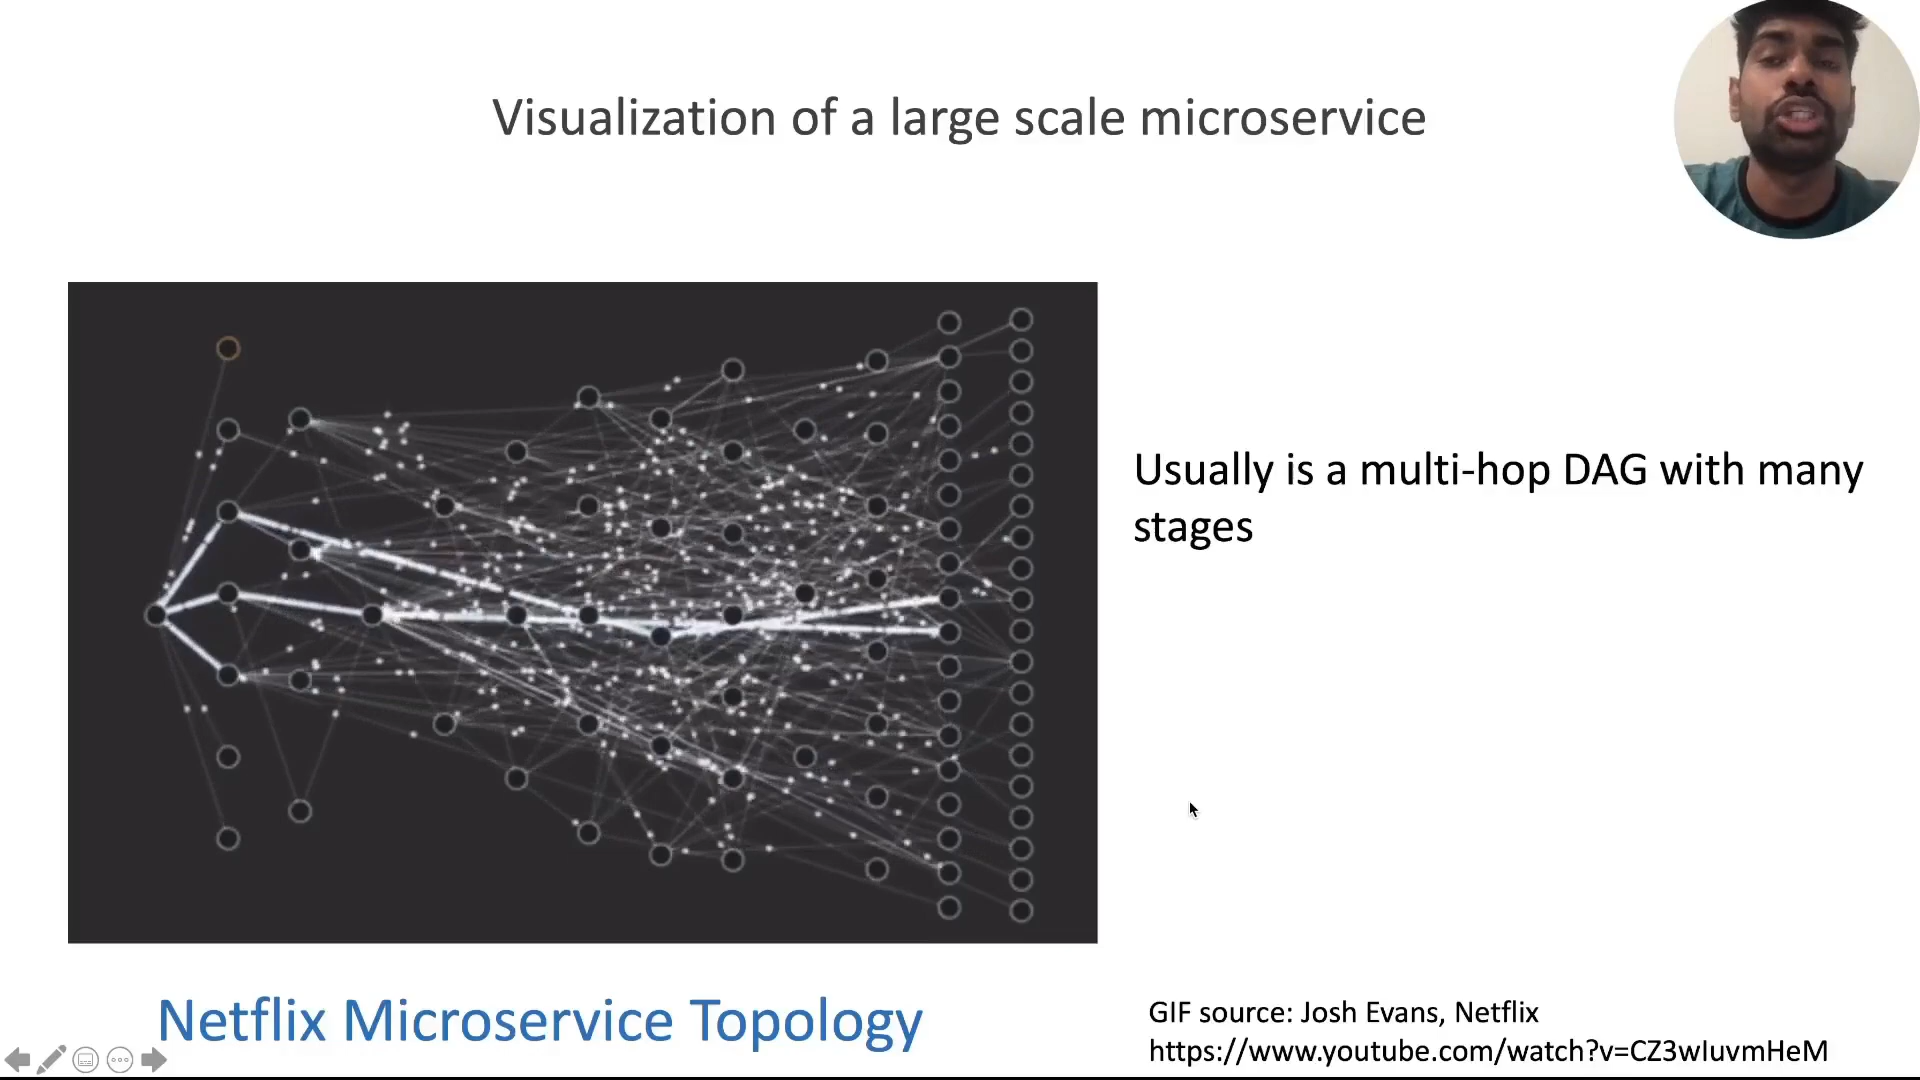 Visualization of a large scale microservice
Usually is a multi-hop DAG with many
stages
Netflix Microservice Topology
GIF source: Josh Evans, Netflix
https://www.youtube.com/watch?v=CZ3wIuvmHeM